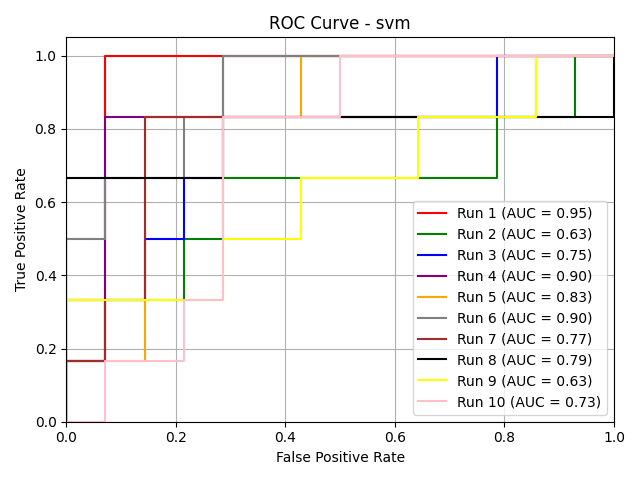 ROC Curve - svm
True Positive Rate
1.0
0.8
0.6
0.4
0.2
0.0
0.0 0.2 0.4 0.6 0.8 1.0
False Positive Rate
Run 1 (AUC = 0.95)
Run 2 (AUC = 0.63)
Run 3 (AUC = 0.75)
Run 4 (AUC = 0.90)
Run 5 (AUC = 0.83)
Run 6 (AUC = 0.90)
Run 7 (AUC = 0.77)
Run 8 (AUC = 0.79)
Run 9 (AUC = 0.63)
Run 10 (AUC = 0.73)